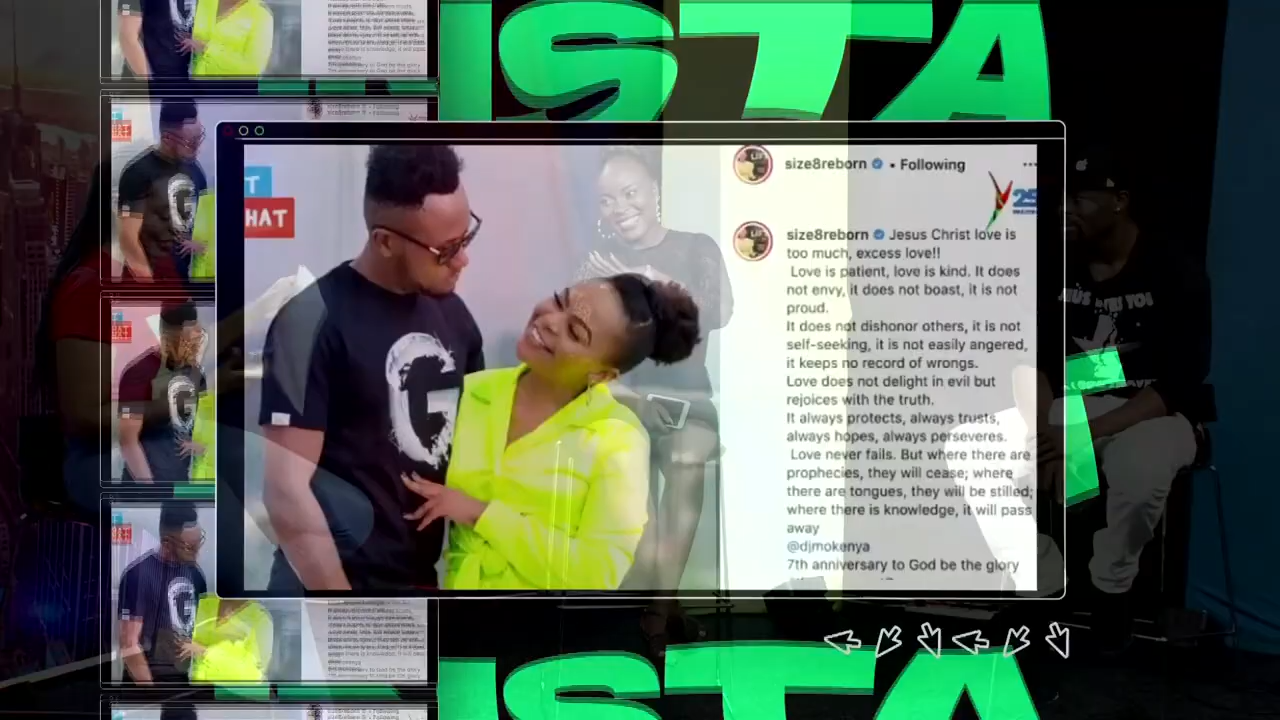 ISTA
T
HAT
size8reborn • Following
25
size8reborn Jesus Christ love is
too much, excess love!!
Love is patient, love is kind. It does
not envy, it does not boast, it is not
proud.
It does not dishonor others, it is not
self-seeking, it is not easily angered,
it keeps no record of wrongs.
Love does not delight in evil but
rejoices with the truth.
It always protects, always trusts,
always hopes, always perseveres.
Love never fails. But where there are
prophecies, they will cease; where
there are tongues, they will be stilled;
where there is knowledge, it will pass
away
@djmokenya
7th anniversary to God be the glory
G
ISTA